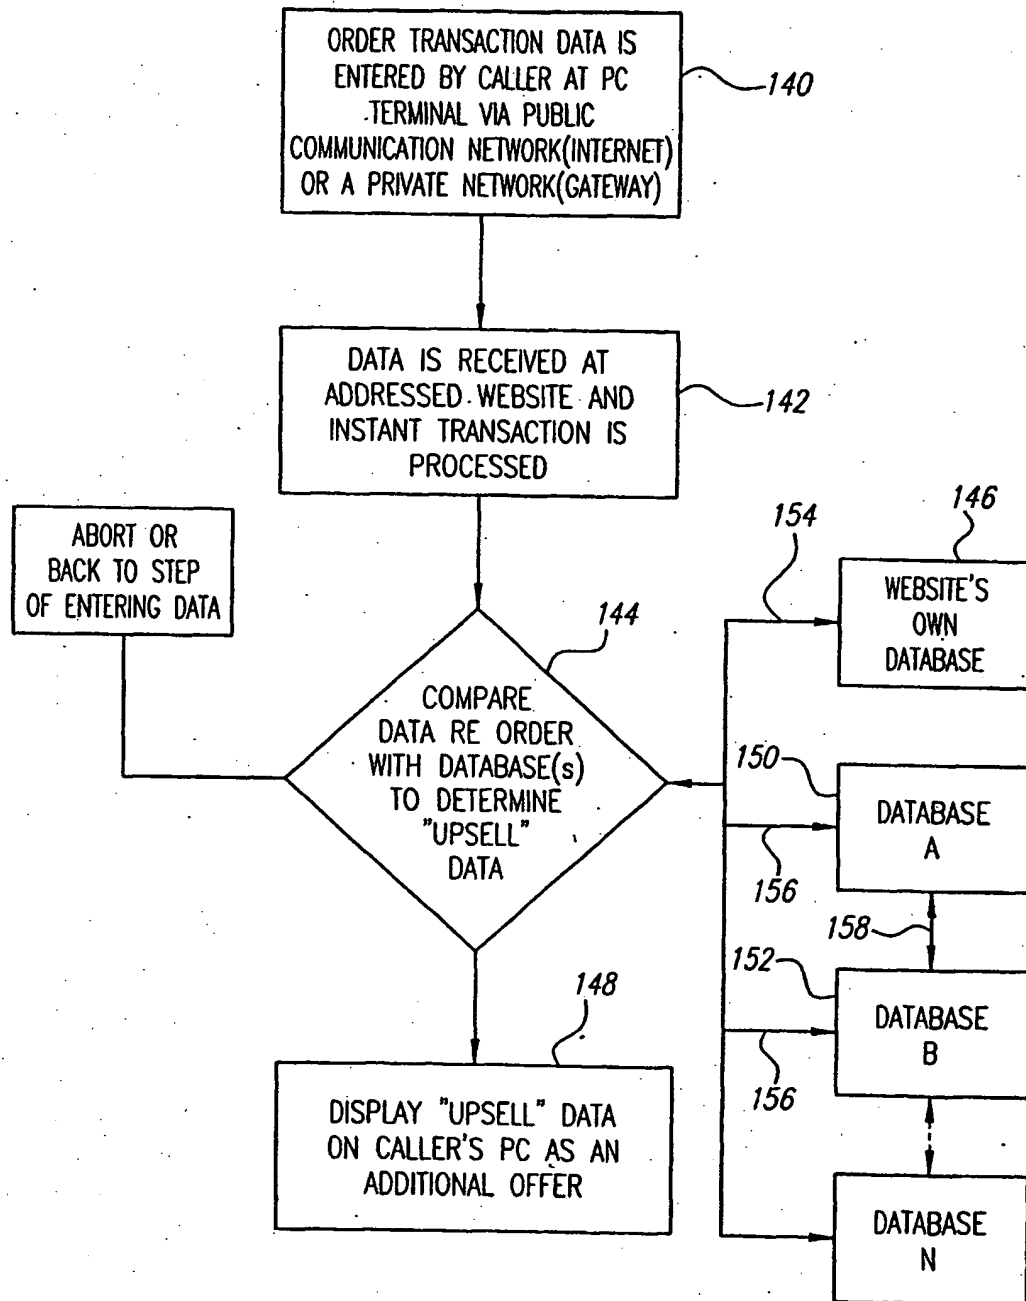 ORDER TRANSACTION DATA IS
ENTERED BY CALLER AT PC
TERMINAL VIA PUBLIC
COMMUNICATION NETWORK(INTERNET)
OR A PRIVATE NETWORK(GATEWAY)
140
DATA IS RECEIVED AT
ADDRESSED WEBSITE AND
INSTANT TRANSACTION IS
PROCESSED
142
ABORT OR
BACK TO STEP
OF ENTERING DATA
144
COMPARE
DATA RE ORDER
WITH DATABASE(s)
TO DETERMINE
"UPSELL"
DATA
154
146
WEBSITE'S
OWN
DATABASE
150
DATABASE
A
156
158
152
DATABASE
B
156
148
DISPLAY "UPSELL" DATA
ON CALLER'S PC AS AN
ADDITIONAL OFFER
DATABASE
N